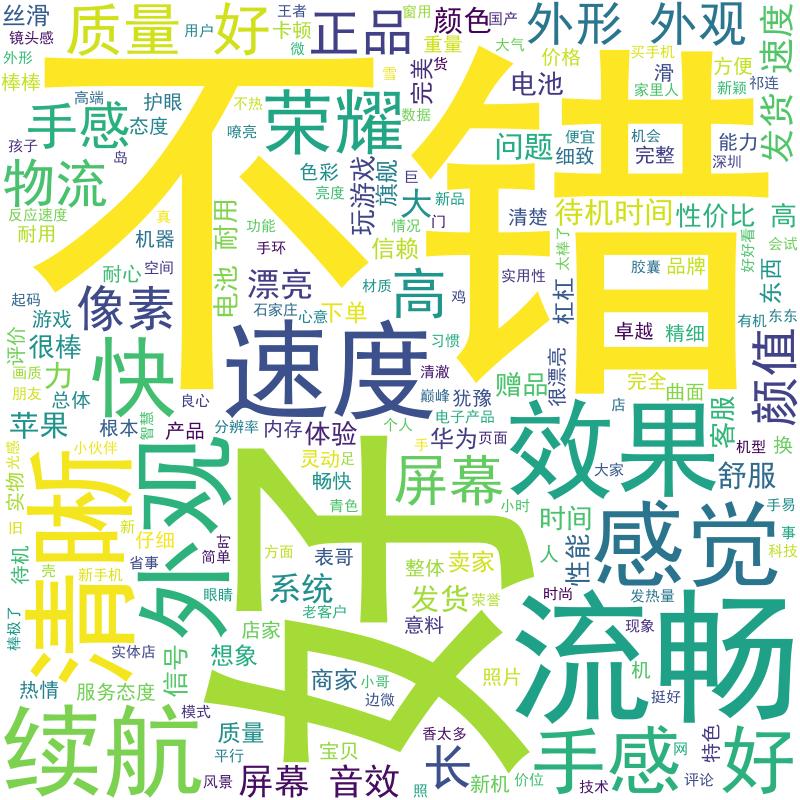 丝滑
镜头感
外形
棒棒
质量
好
用户
王者
卡顿
微
正品
颜色
重量
完美
货
国产
大气
窗用
价格
电池
外形
外观
买手机
滑
家里人
方便
新颖
祁连
速度
发货
不错
手感
高端
护眼
态度
孩子
岛
嘹亮
不热
雪
荣耀
数据
问题
便宜
细致
机会
完整
能力
深圳
物流
色彩
亮度
玩游戏
旗舰
巨
大
新品
门
情况
清楚
待机时间
性价比
高
会试
反应速度
真
耐用
机器
耐心
空间
电池
耐用
功能
手环
信赖
实用性
太棒了
胶囊
品牌
好好看
东西
起码
游戏
像素
漂亮
石家庄
心意
材质
下单
高
鸡
习惯
杠杠
卓越
精细
有机
东东
评价
很棒
画质
朋友
力
快
速度
清澈
赠品
很漂亮
完全
曲面
颜值
总体
良心
巅峰
犹豫
电子产品
店
客服
苹果
根本
智慧
产品
分辨率
内存
体验
个人
手
华为
页面
效果
机型
换
光感
小伙伴
灵动
足
畅快
屏幕
大家
舒服
实物
清晰
外观
青色
好
小时
时间
人
感觉
手易
事
科技
新
仔细
省事
简单
方面
表哥
整体
卖家
性能
待机
壳
新手机
眼睛
系统
老客户
发货
荣誉
时尚
发热量
流畅
棒极了
实体店
店家
意料
现象
信号
想象
热情
服务态度
商家
小哥
边微
照片
机
挺好
续航
模式
质量
平行
宝贝
香太多
手感
网
特色
好
风景
屏幕
音效
照
长
新机
价位
技术
评论